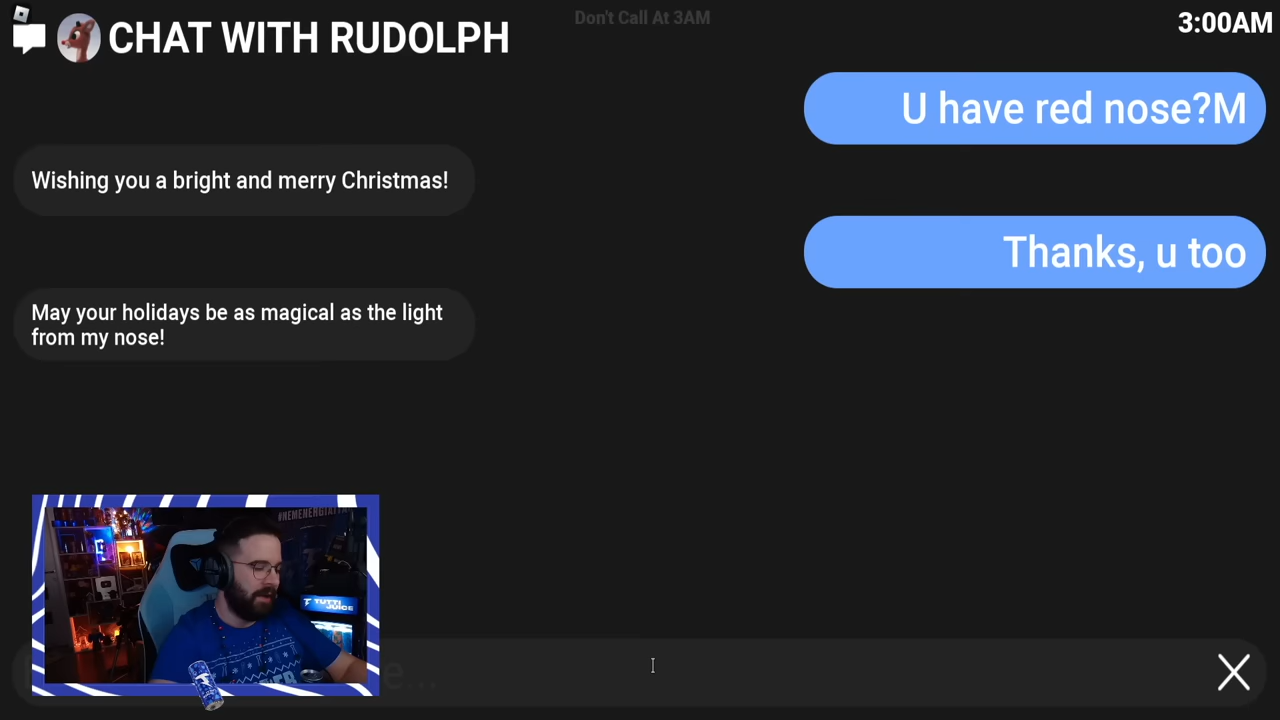 Don't Call At 3AM
3:00AM
CHAT WITH RUDOLPH
U have red nose?M
Wishing you a bright and merry Christmas!
Thanks, u too
May your holidays be as magical as the light
from my nose!
TUTTI
JUICE
e...